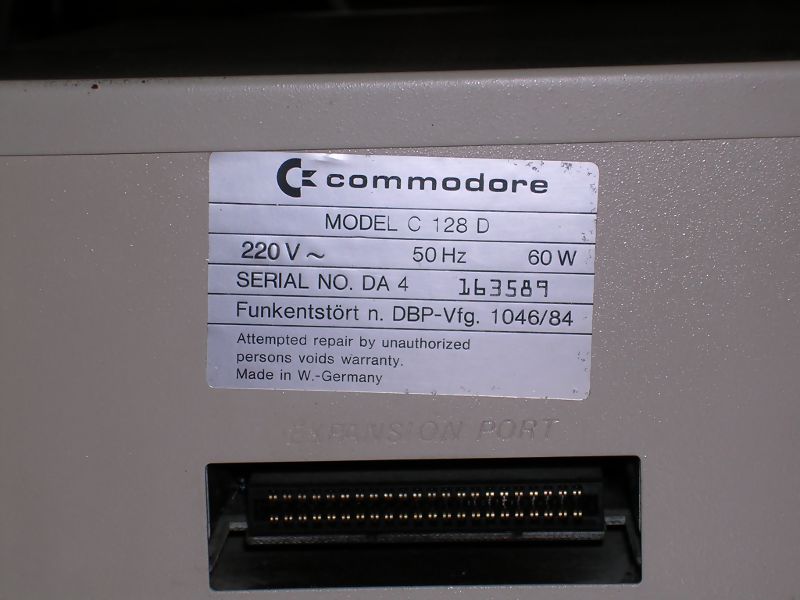 commodore
MODEL C 128 D
220 V ~ 50 Hz 60 W
SERIAL NO. DA 4 163589
Funkentstört n. DBP-Vfg. 1046/84
Attempted repair by unauthorized
persons voids warranty.
Made in W.-Germany
EXPANSION PORT